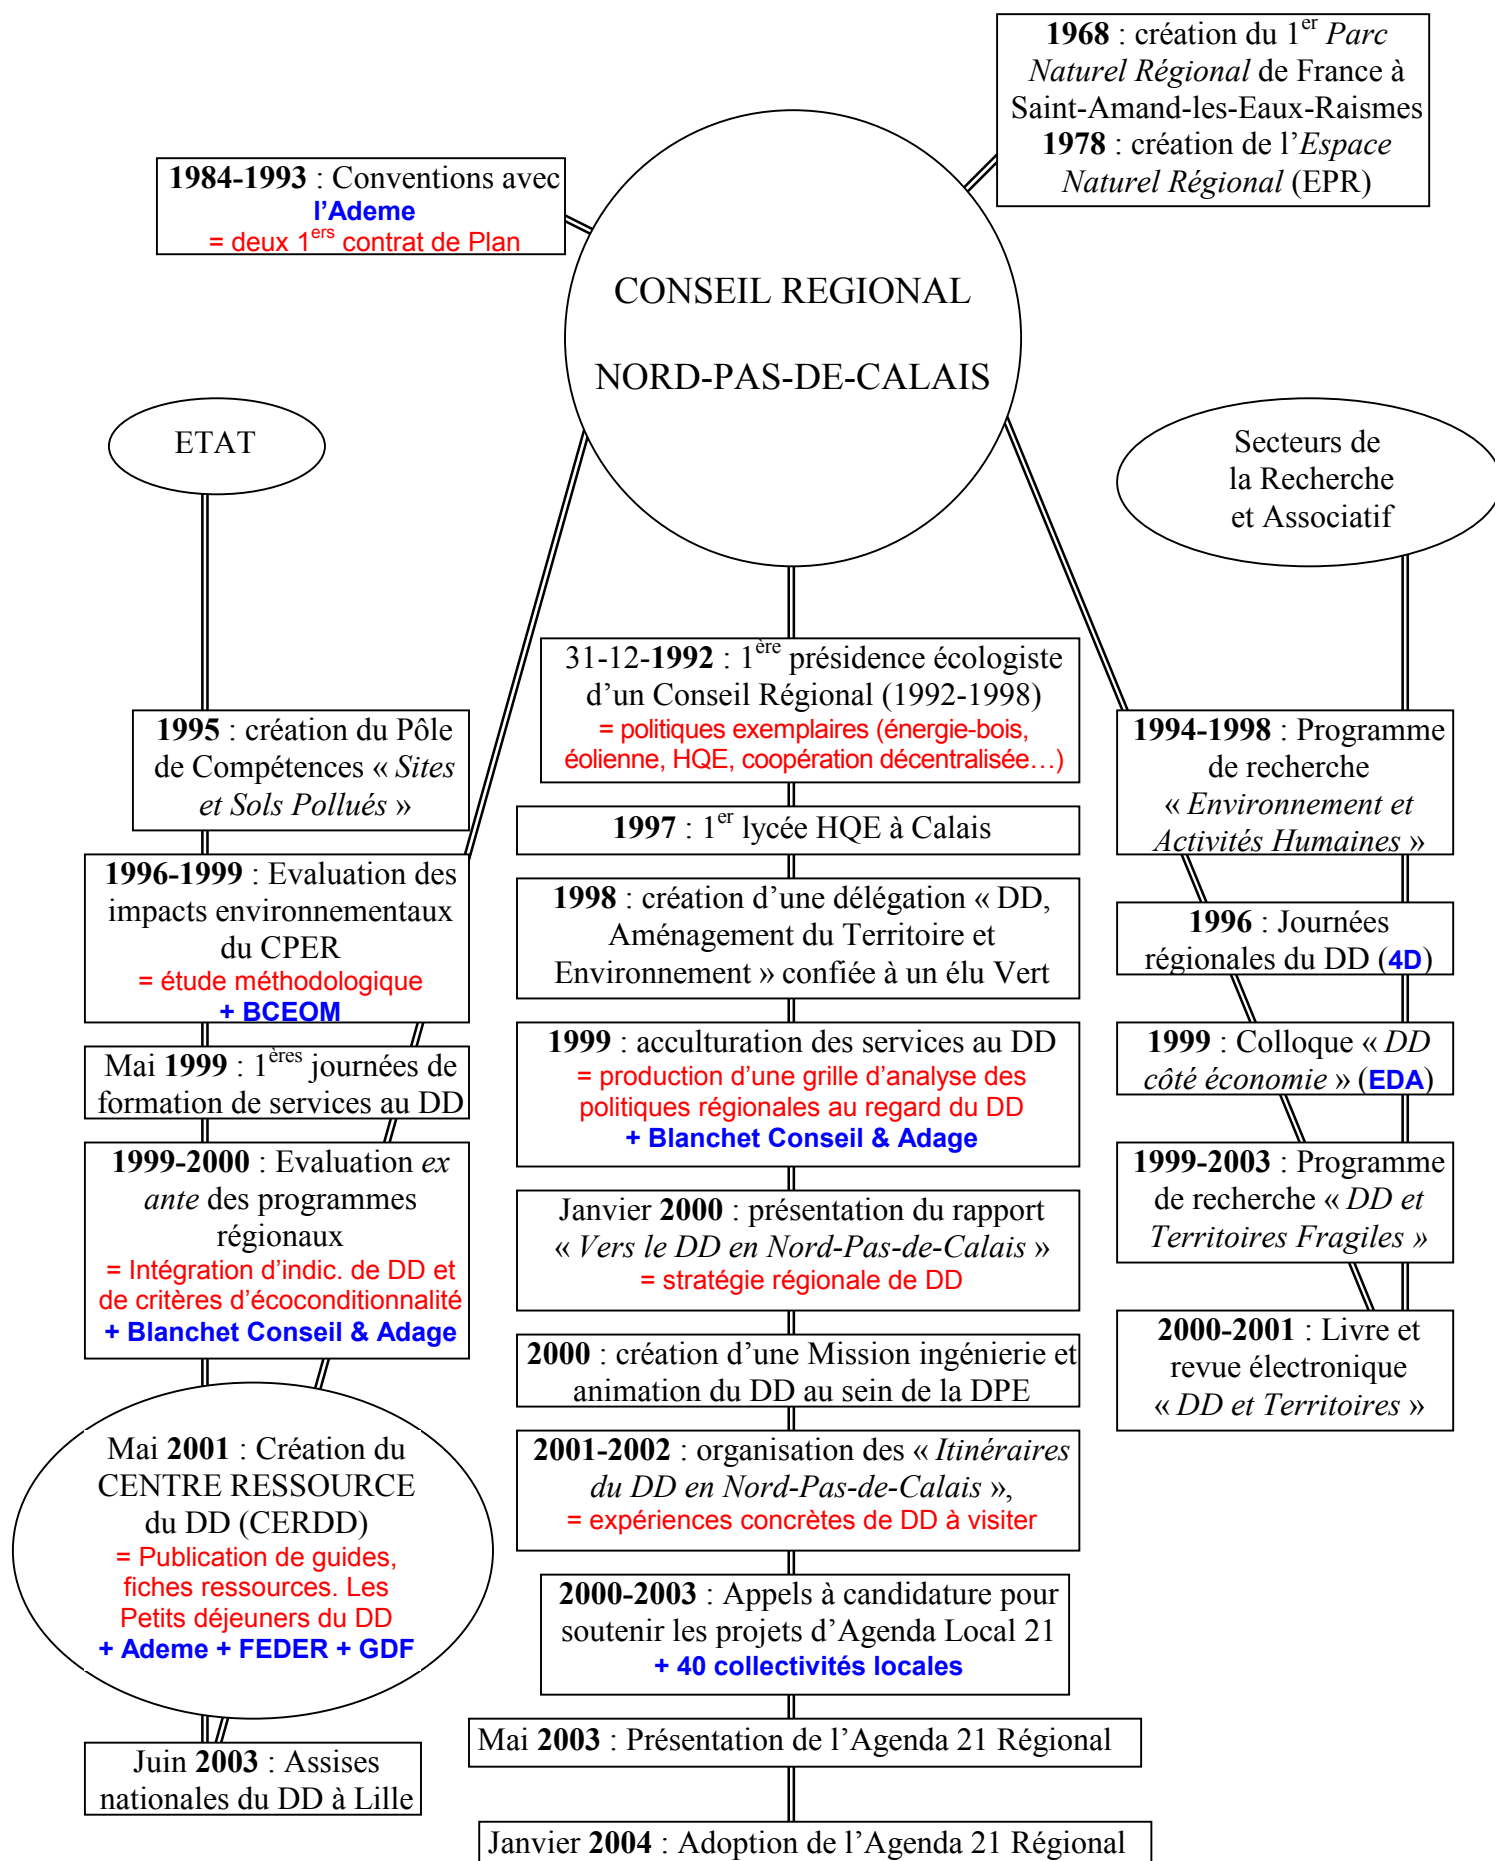 1968 : création du 1er Parc
Naturel Régional de France à
Saint-Amand-les-Eaux-Raismes
1978 : création de l’Espace
Naturel Régional (EPR)
1984-1993 : Conventions avec
l’Ademe
= deux 1ers contrat de Plan
CONSEIL REGIONAL
NORD-PAS-DE-CALAIS
ETAT
Secteurs de
la Recherche
et Associatif
1995 : création du Pôle
de Compétences « Sites
et Sols Pollués »
1996-1999 : Evaluation des
impacts environnementaux
du CPER
= étude méthodologique
+ BCEOM
Mai 1999 : 1ères journées de
formation de services au DD
1999-2000 : Evaluation ex
ante des programmes
régionaux
= Intégration d’indic. de DD et
de critères d’écoconditionnalité
+ Blanchet Conseil & Adage
Mai 2001 : Création du
CENTRE RESSOURCE
du DD (CERDD)
= Publication de guides,
fiches ressources. Les
Petits déjeuners du DD
+ Ademe + FEDER + GDF
Juin 2003 : Assises
nationales du DD à Lille
31-12-1992 : 1ère présidence écologiste
d’un Conseil Régional (1992-1998)
= politiques exemplaires (énergie-bois,
éolienne, HQE, coopération décentralisée…)
1997 : 1er lycée HQE à Calais
1998 : création d’une délégation « DD,
Aménagement du Territoire et
Environnement » confiée à un élu Vert
1999 : acculturation des services au DD
= production d’une grille d’analyse des
politiques régionales au regard du DD
+ Blanchet Conseil & Adage
Janvier 2000 : présentation du rapport
« Vers le DD en Nord-Pas-de-Calais »
= stratégie régionale de DD
2000 : création d’une Mission ingénierie et
animation du DD au sein de la DPE
2001-2002 : organisation des « Itinéraires
du DD en Nord-Pas-de-Calais »,
= expériences concrètes de DD à visiter
2000-2003 : Appels à candidature pour
soutenir les projets d’Agenda Local 21
+ 40 collectivités locales
Mai 2003 : Présentation de l’Agenda 21 Régional
Janvier 2004 : Adoption de l’Agenda 21 Régional
1994-1998 : Programme
de recherche
« Environnement et
Activités Humaines »
1996 : Journées
régionales du DD (4D)
1999 : Colloque « DD
côté économie » (EDA)
1999-2003 : Programme
de recherche « DD et
Territoires Fragiles »
2000-2001 : Livre et
revue électronique
« DD et Territoires »